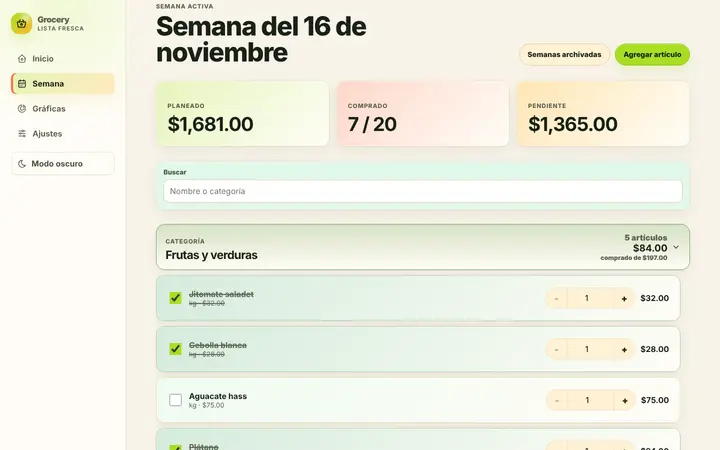 Grocery
LISTA FRESCA
Inicio
Semana
Gráficas
Ajustes
Modo oscuro
SEMANA ACTIVA
Semana del 16 de
noviembre
Semanas archivadas
Agregar artículo
PLANEADO
$1,681.00
COMPRADO
7 / 20
PENDIENTE
$1,365.00
Buscar
Nombre o categoría
CATEGORÍA
Frutas y verduras
5 artículos
$84.00
comprado de $197.00
Jitomate saladet
kg · $32.00
- 1 + $32.00
Cebolla blanca
kg · $28.00
- 1 + $28.00
Aguacate hass
kg · $75.00
- 1 + $75.00
Plátano